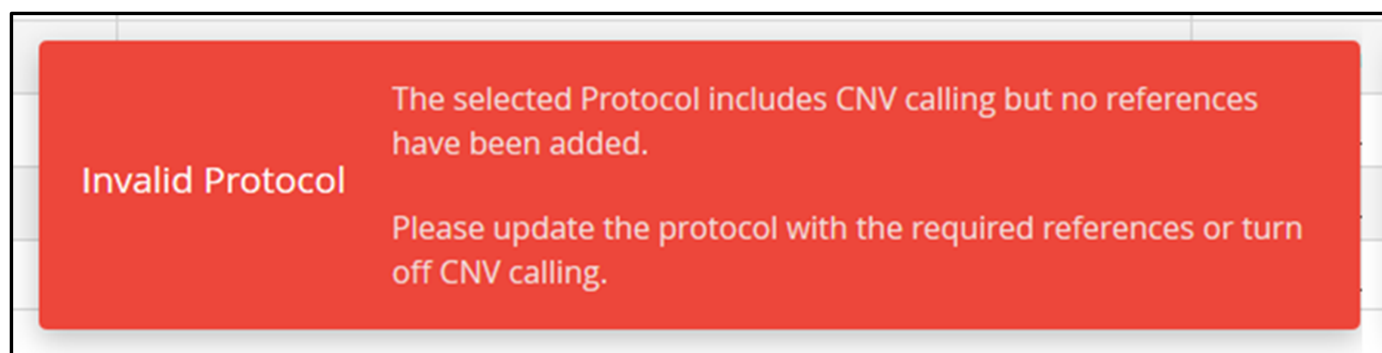 Invalid Protocol
The selected Protocol includes CNV calling but no references
have been added.
Please update the protocol with the required references or turn
off CNV calling.